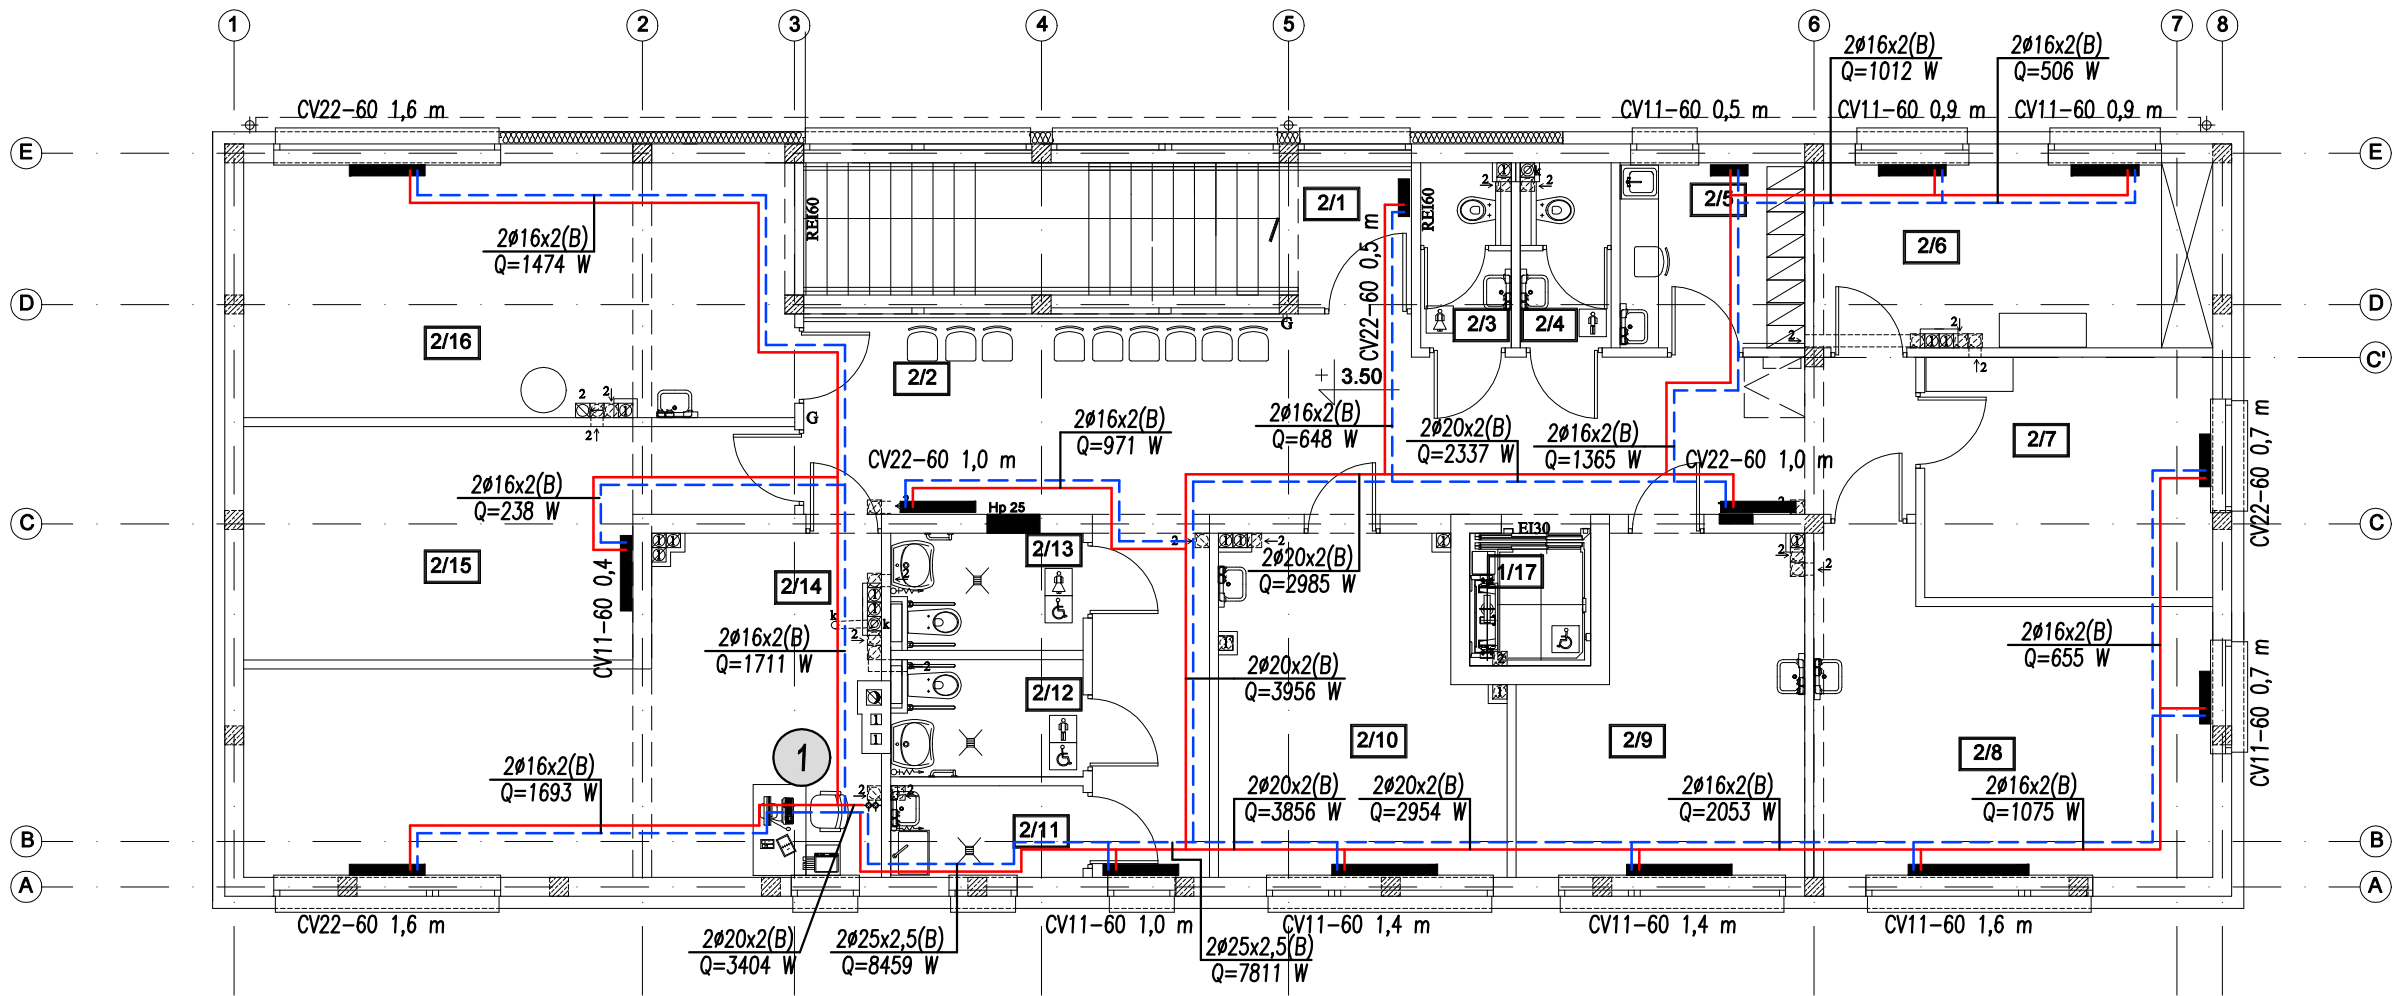 1 2 3 4 5 6 7 8
2ø16x2(B)
Q=1012 W
2ø16x2(B)
Q=506 W
CV22-60 1,6 m
CV11-60 0,5 m
CV11-60 0,9 m
CV11-60 0,9 m
E
E
REI60
2/1
REI60
2/5
2/6
2ø16x2(B)
Q=1474 W
CV22-60 0,5 m
D
D
2/16
2/3
2/4
G
C'
2/2
3.50
G
2ø16x2(B)
Q=971 W
2ø16x2(B)
Q=648 W
2ø20x2(B)
Q=2337 W
2ø16x2(B)
Q=1365 W
2/7
CV22-60 0,7 m
CV22-60 1,0 m
CV22-60 1,0 m
2ø16x2(B)
Q=238 W
Hp 25
C
C
EI30
2/15
2/14
2/13
2ø20x2(B)
Q=2985 W
1/17
CV11-60 0,4
k
k
2ø16x2(B)
Q=1711 W
2ø20x2(B)
Q=3956 W
2ø16x2(B)
Q=655 W
2/12
CV11-60 0,7 m
1
2/10
2/9
2/8
2ø16x2(B)
Q=1693 W
2ø20x2(B)
Q=3856 W
2ø20x2(B)
Q=2954 W
2ø16x2(B)
Q=2053 W
2ø16x2(B)
Q=1075 W
2/11
B
B
A
A
CV22-60 1,6 m
CV11-60 1,0 m
CV11-60 1,4 m
CV11-60 1,4 m
CV11-60 1,6 m
2ø20x2(B)
Q=3404 W
2ø25x2,5(B)
Q=8459 W
2ø25x2,5(B)
Q=7811 W